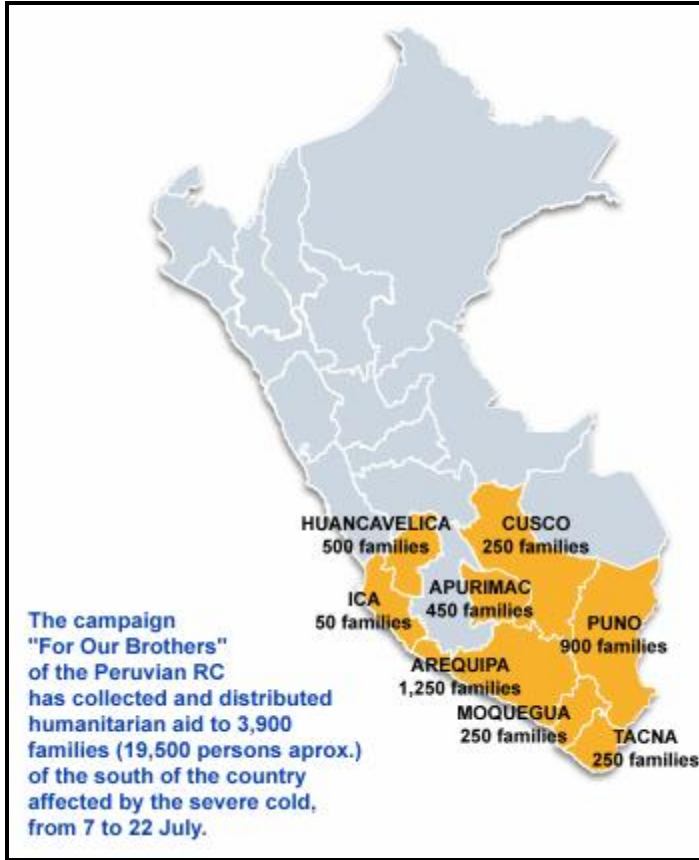 HUANCAVELICA
500 families
CUSCO
250 families
ICA
50 families
APURIMAC
450 families
PUNO
900 families
AREQUIPA
1,250 families
MOQUEGUA
250 families
TACNA
250 families
The campaign
"For Our Brothers"
of the Peruvian RC
has collected and distributed
humanitarian aid to 3,900
families (19,500 persons aprox.)
of the south of the country
affected by the severe cold,
from 7 to 22 July.